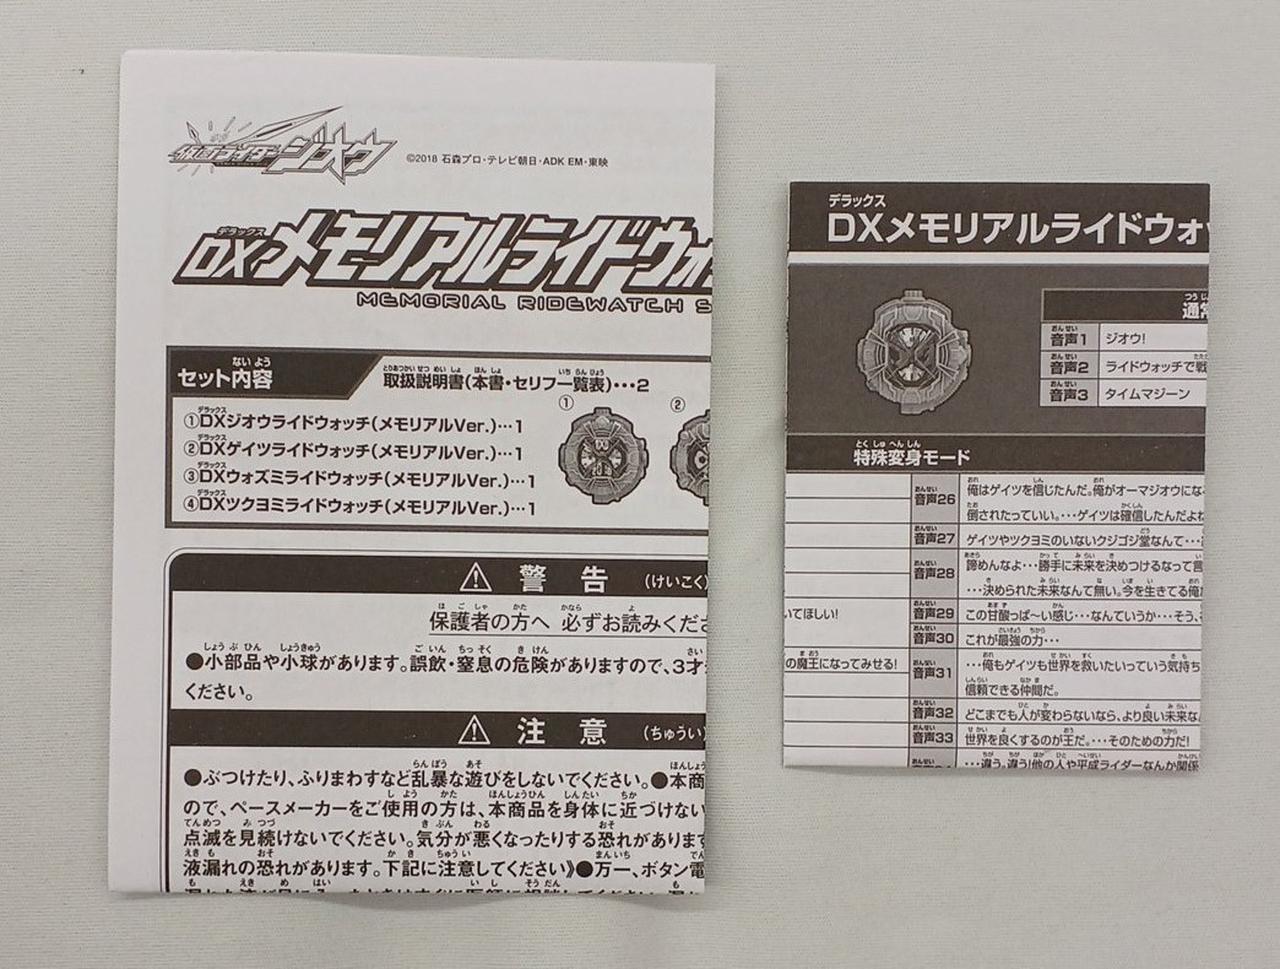 仮面ライダージオウ
©2018 石森プロ・テレビ朝日・ADK EM・東映
デラックス
DXメモリアルライドウォ
MEMORIAL RIDEWATCH S
セット内容
取扱説明書(本書・セリフ一覧表)…2
①DXジオウライドウォッチ(メモリアルVer.)…1
②DXゲイツライドウォッチ(メモリアルVer.)…1
③DXウォズミライドウォッチ(メモリアルVer.)…1
④DXツクヨミライドウォッチ(メモリアルVer.)…1
①
②
⚠ 警告 (けいこく)
保護者の方へ 必ずお読みくだ
●小部品や小球があります。誤飲・窒息の危険がありますので、3才
ください。
⚠ 注意 (ちゅうい)
●ぶつけたり、ふりまわすなど乱暴な遊びをしないでください。●本商
ので、ペースメーカーをご使用の方は、本商品を身体に近づけない
点滅を見続けないでください。気分が悪くなったりする恐れがありま
液漏れの恐れがあります。下記に注意してください》●万一、ボタン電
デラックス
DXメモリアルライドウォ
通常
音声1 ジオウ!
音声2 ライドウォッチで戦
音声3 タイムマジーン
特殊変身モード
音声26 俺はゲイツを信じたんだ。俺がオーマジオウにな
倒されたっていい。…ゲイツは確信したんだよね
音声27 ゲイツやツクヨミのいないクジゴジ堂なんて…
音声28 諦めんなよ…勝手に未来を決めつけるなって言
…決められた未来なんて無い。今を生きてる俺
いてほしい! 音声29 この甘酸っぱ〜い感じ…なんていうか…そう、
音声30 これが最強の力…
の魔王になってみせる! 音声31 …俺もゲイツも世界を救いたいっていう気持ち
信頼できる仲間だ。
音声32 どこまでも人が変わらないなら、より良い未来な
音声33 世界を良くするのが王だ。…そのための力だ!
…違う。違う!他の人や平成ライダーなんか関係